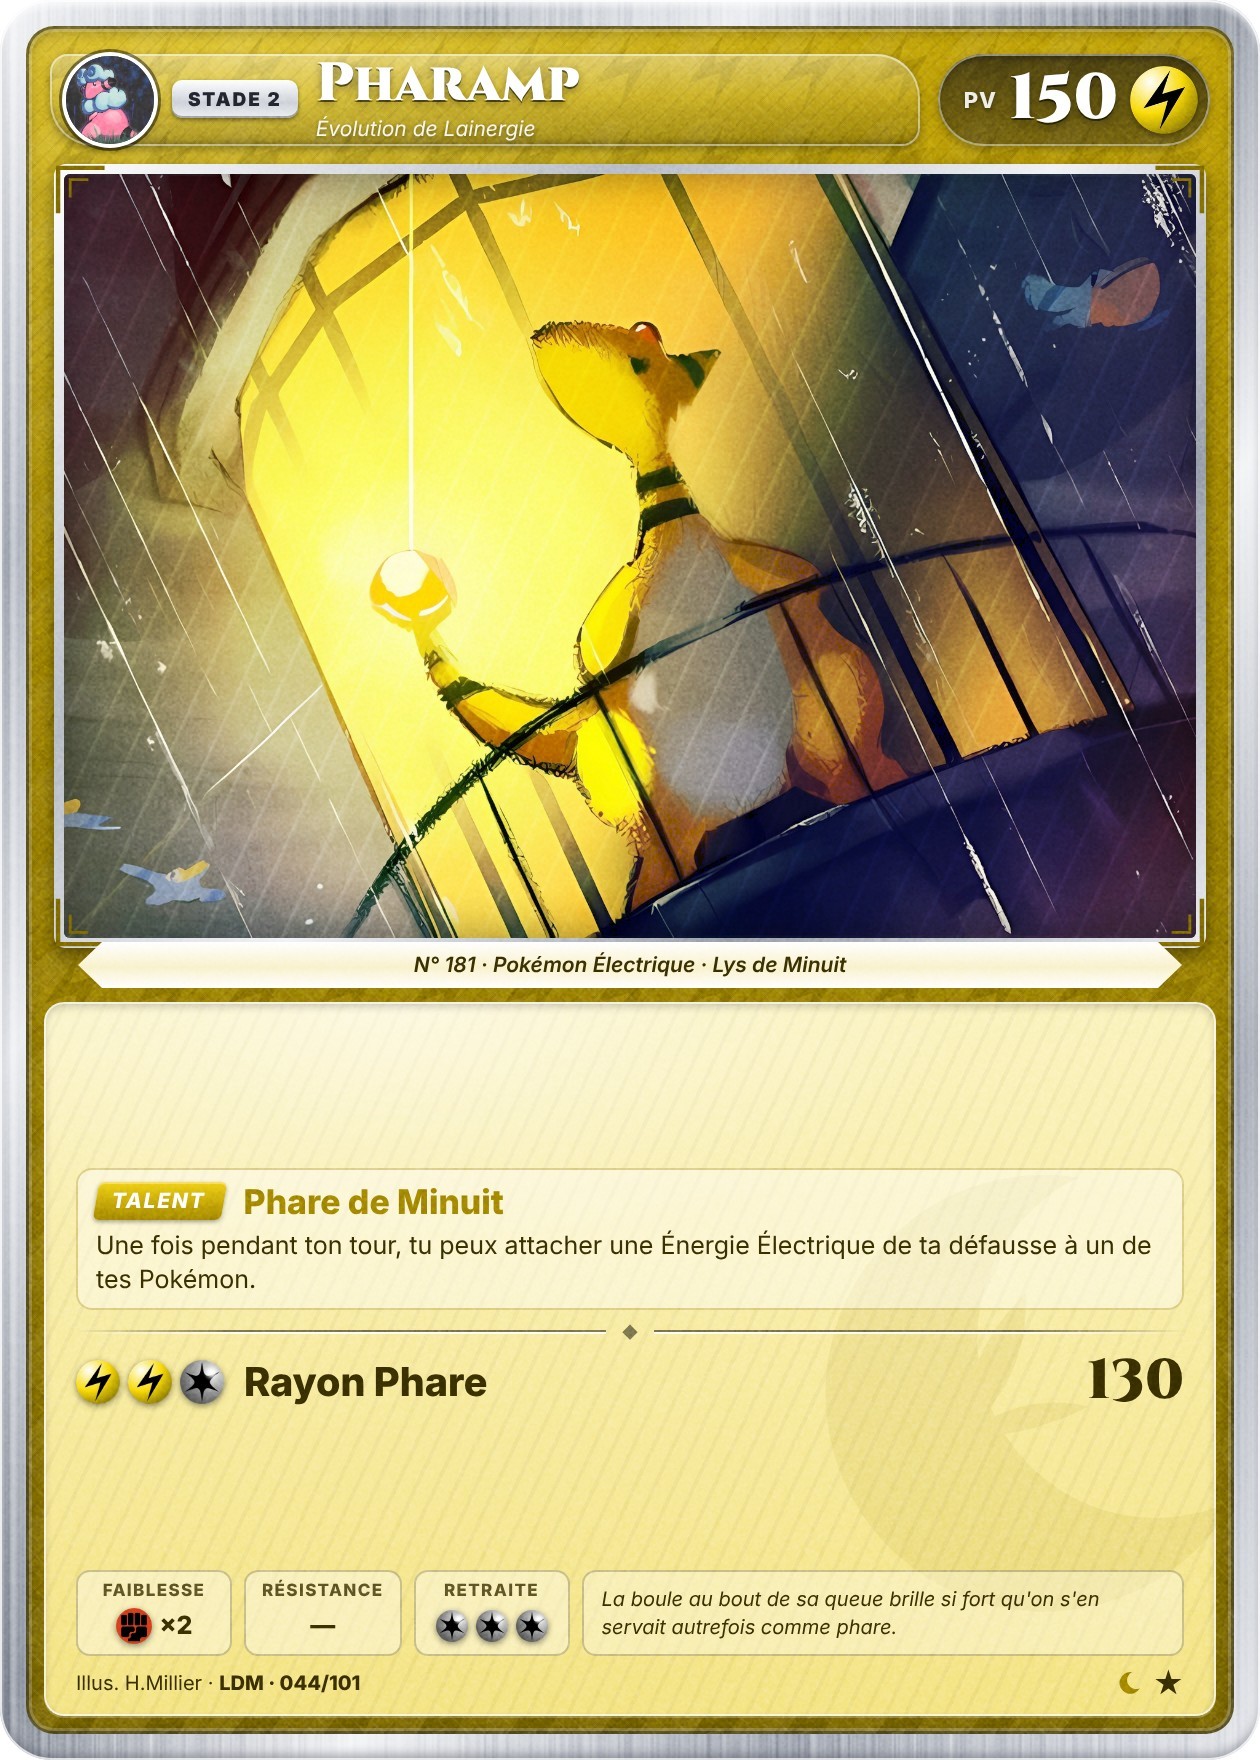 STADE 2
PHARAMP
Évolution de Lainergie
PV 150
N° 181 · Pokémon Électrique · Lys de Minuit
TALENT Phare de Minuit
Une fois pendant ton tour, tu peux attacher une Énergie Électrique de ta défausse à un de
tes Pokémon.
Rayon Phare 130
FAIBLESSE
×2
RÉSISTANCE
—
RETRAITE
La boule au bout de sa queue brille si fort qu'on s'en
servait autrefois comme phare.
Illus. H.Millier · LDM · 044/101